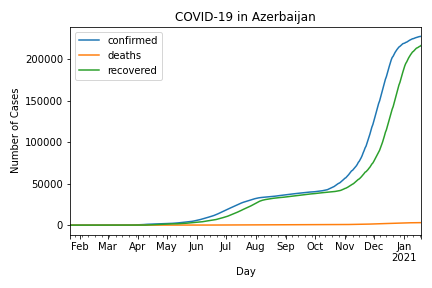 COVID-19 in Azerbaijan
confirmed
deaths
recovered
Number of Cases
200000
150000
100000
50000
0
Feb Mar Apr May Jun Jul Aug Sep Oct Nov Dec Jan
2021
Day